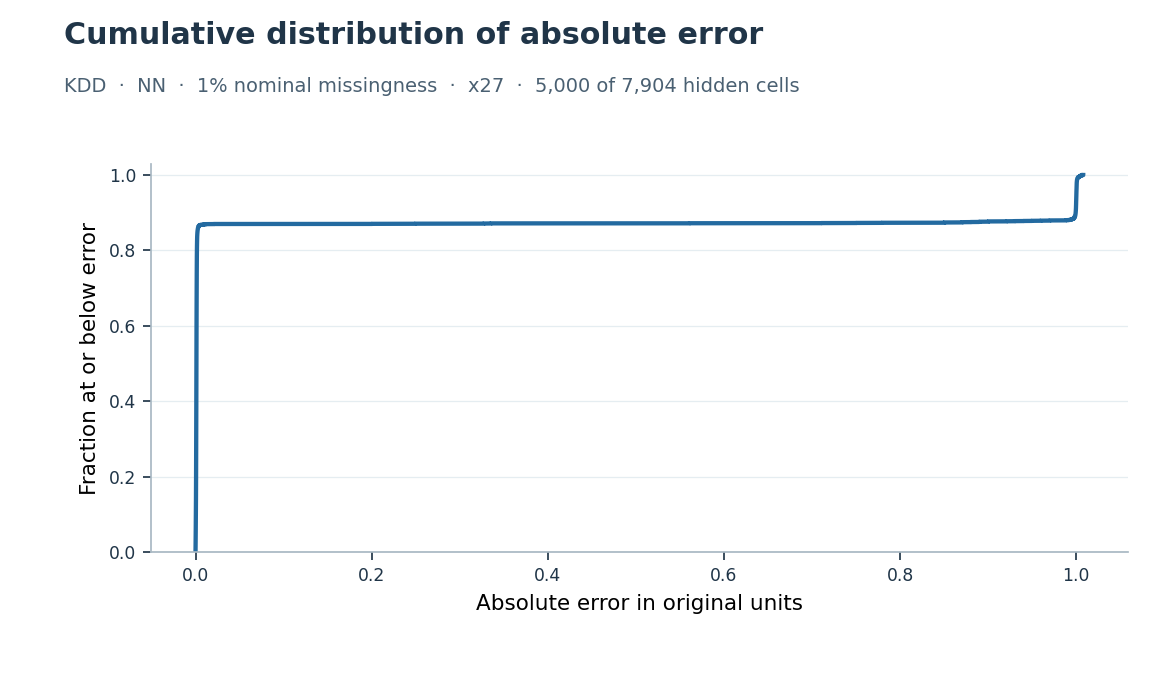 Cumulative distribution of absolute error
KDD · NN · 1% nominal missingness · x27 · 5,000 of 7,904 hidden cells
Fraction at or below error
1.0
0.8
0.6
0.4
0.2
0.0
0.0 0.2 0.4 0.6 0.8 1.0
Absolute error in original units